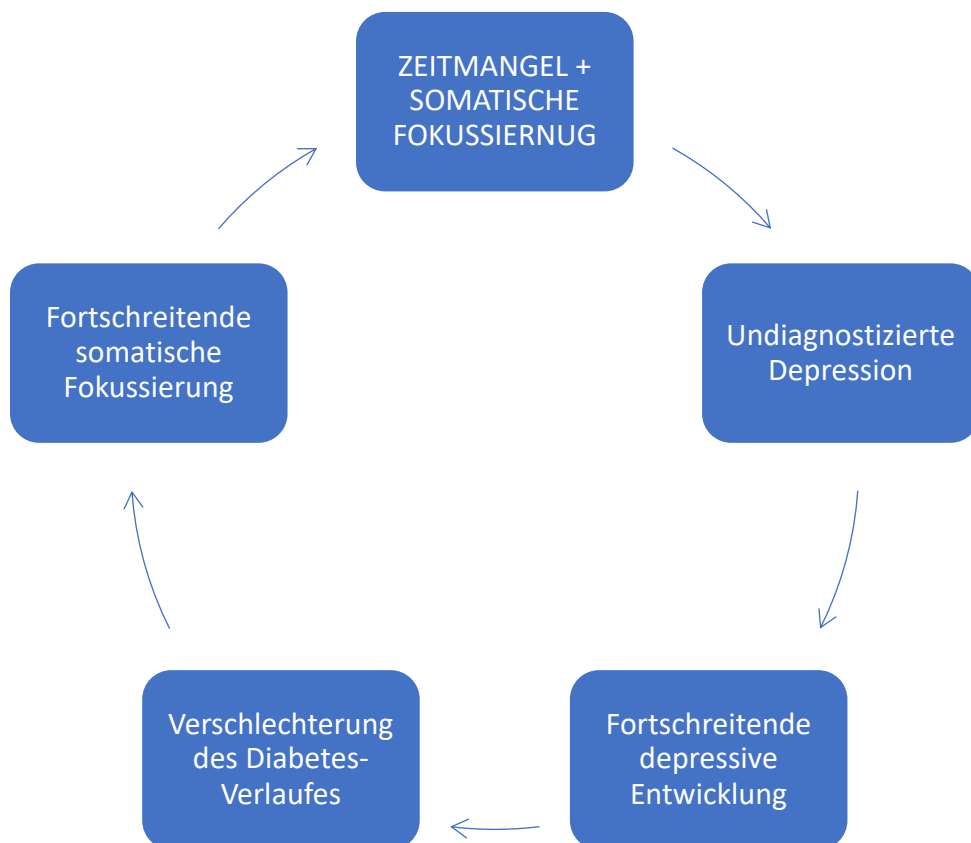 ZEITMANGEL +
SOMATISCHE
FOKUSSIERNUG
Undiagnostizierte
Depression
Fortschreitende
depressive
Entwicklung
Verschlechterung
des Diabetes-
Verlaufes
Fortschreitende
somatische
Fokussierung